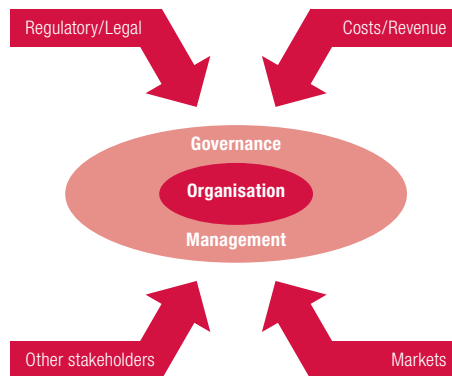 Regulatory/Legal
Costs/Revenue
Governance
Organisation
Management
Other stakeholders
Markets